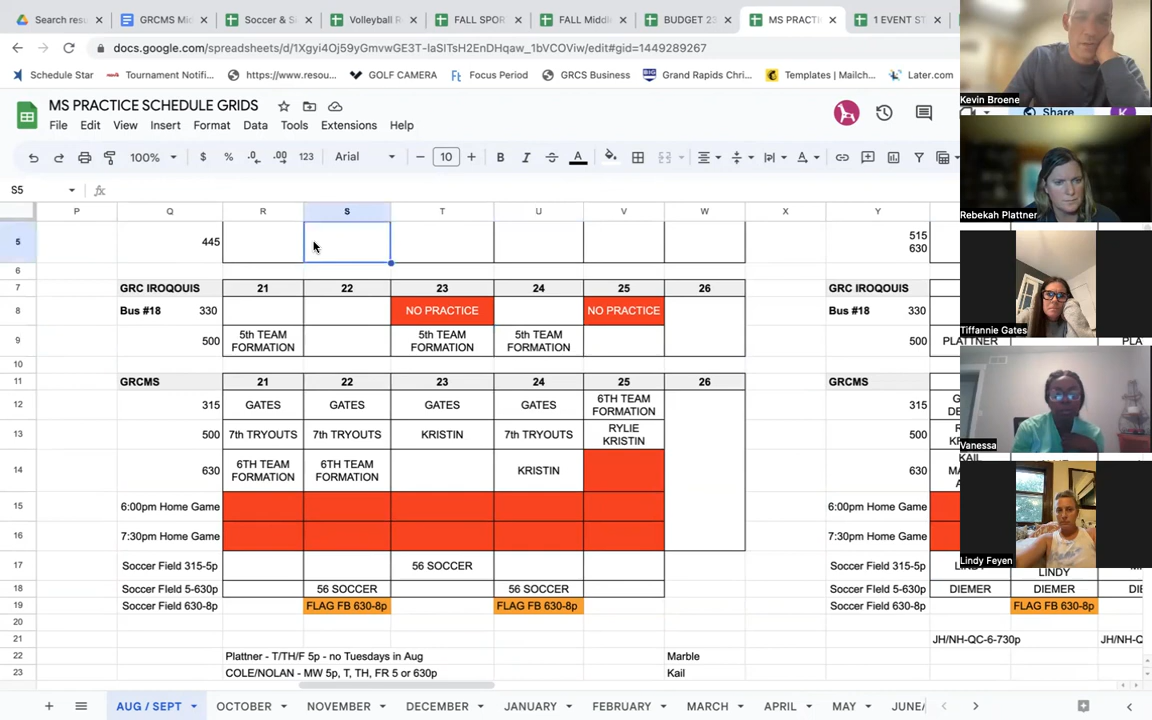 Search resu
GRCMS Mi
Soccer & S
Volleyball R
FALL SPOR
FALL Middl
BUDGET 23
MS PRACTI
1 EVENT ST
docs.google.com/spreadsheets/d/1Xgyi4Oj59yGmvwGE3T-IaSlTsH2EnDHqaw_1bVCOViw/edit#gid=1449289267
Schedule Star
Tournament Notifi...
https://www.resou...
GOLF CAMERA
Focus Period
GRCS Business
Grand Rapids Chri...
Templates | Mailch...
Later.com
MS PRACTICE SCHEDULE GRIDS
Share
File Edit View Insert Format Data Tools Extensions Help
100% $ % .0 .00 123 Arial 10 B I A
S5 fx
P Q R S T U V W X Y
5 445 515
630
6
7 GRC IROQOUIS 21 22 23 24 25 26 GRC IROQOUIS
8 Bus #18 330 NO PRACTICE NO PRACTICE Bus #18 330
9 500 5th TEAM FORMATION 5th TEAM FORMATION 5th TEAM FORMATION 500 PLATTNER
10
11 GRCMS 21 22 23 24 25 26 GRCMS
12 315 GATES GATES GATES GATES 6TH TEAM FORMATION 315
13 500 7th TRYOUTS 7th TRYOUTS KRISTIN 7th TRYOUTS RYLIE KRISTIN 500
14 630 6TH TEAM FORMATION 6TH TEAM FORMATION KRISTIN 630
15 6:00pm Home Game 6:00pm Home Game
16 7:30pm Home Game 7:30pm Home Game
17 Soccer Field 315-5p 56 SOCCER Soccer Field 315-5p LINDY
18 Soccer Field 5-630p 56 SOCCER 56 SOCCER Soccer Field 5-630p DIEMER DIEMER DIE
19 Soccer Field 630-8p FLAG FB 630-8p FLAG FB 630-8p Soccer Field 630-8p FLAG FB 630-8p
20
21 JH/NH-QC-6-730p JH/NH-Q
22 Plattner - T/TH/F 5p - no Tuesdays in Aug Marble
23 COLE/NOLAN - MW 5p, T, TH, FR 5 or 630p Kail
AUG / SEPT OCTOBER NOVEMBER DECEMBER JANUARY FEBRUARY MARCH APRIL MAY JUNE/
Kevin Broene
Rebekah Plattner
Tiffannie Gates
Vanessa
Lindy Feyen